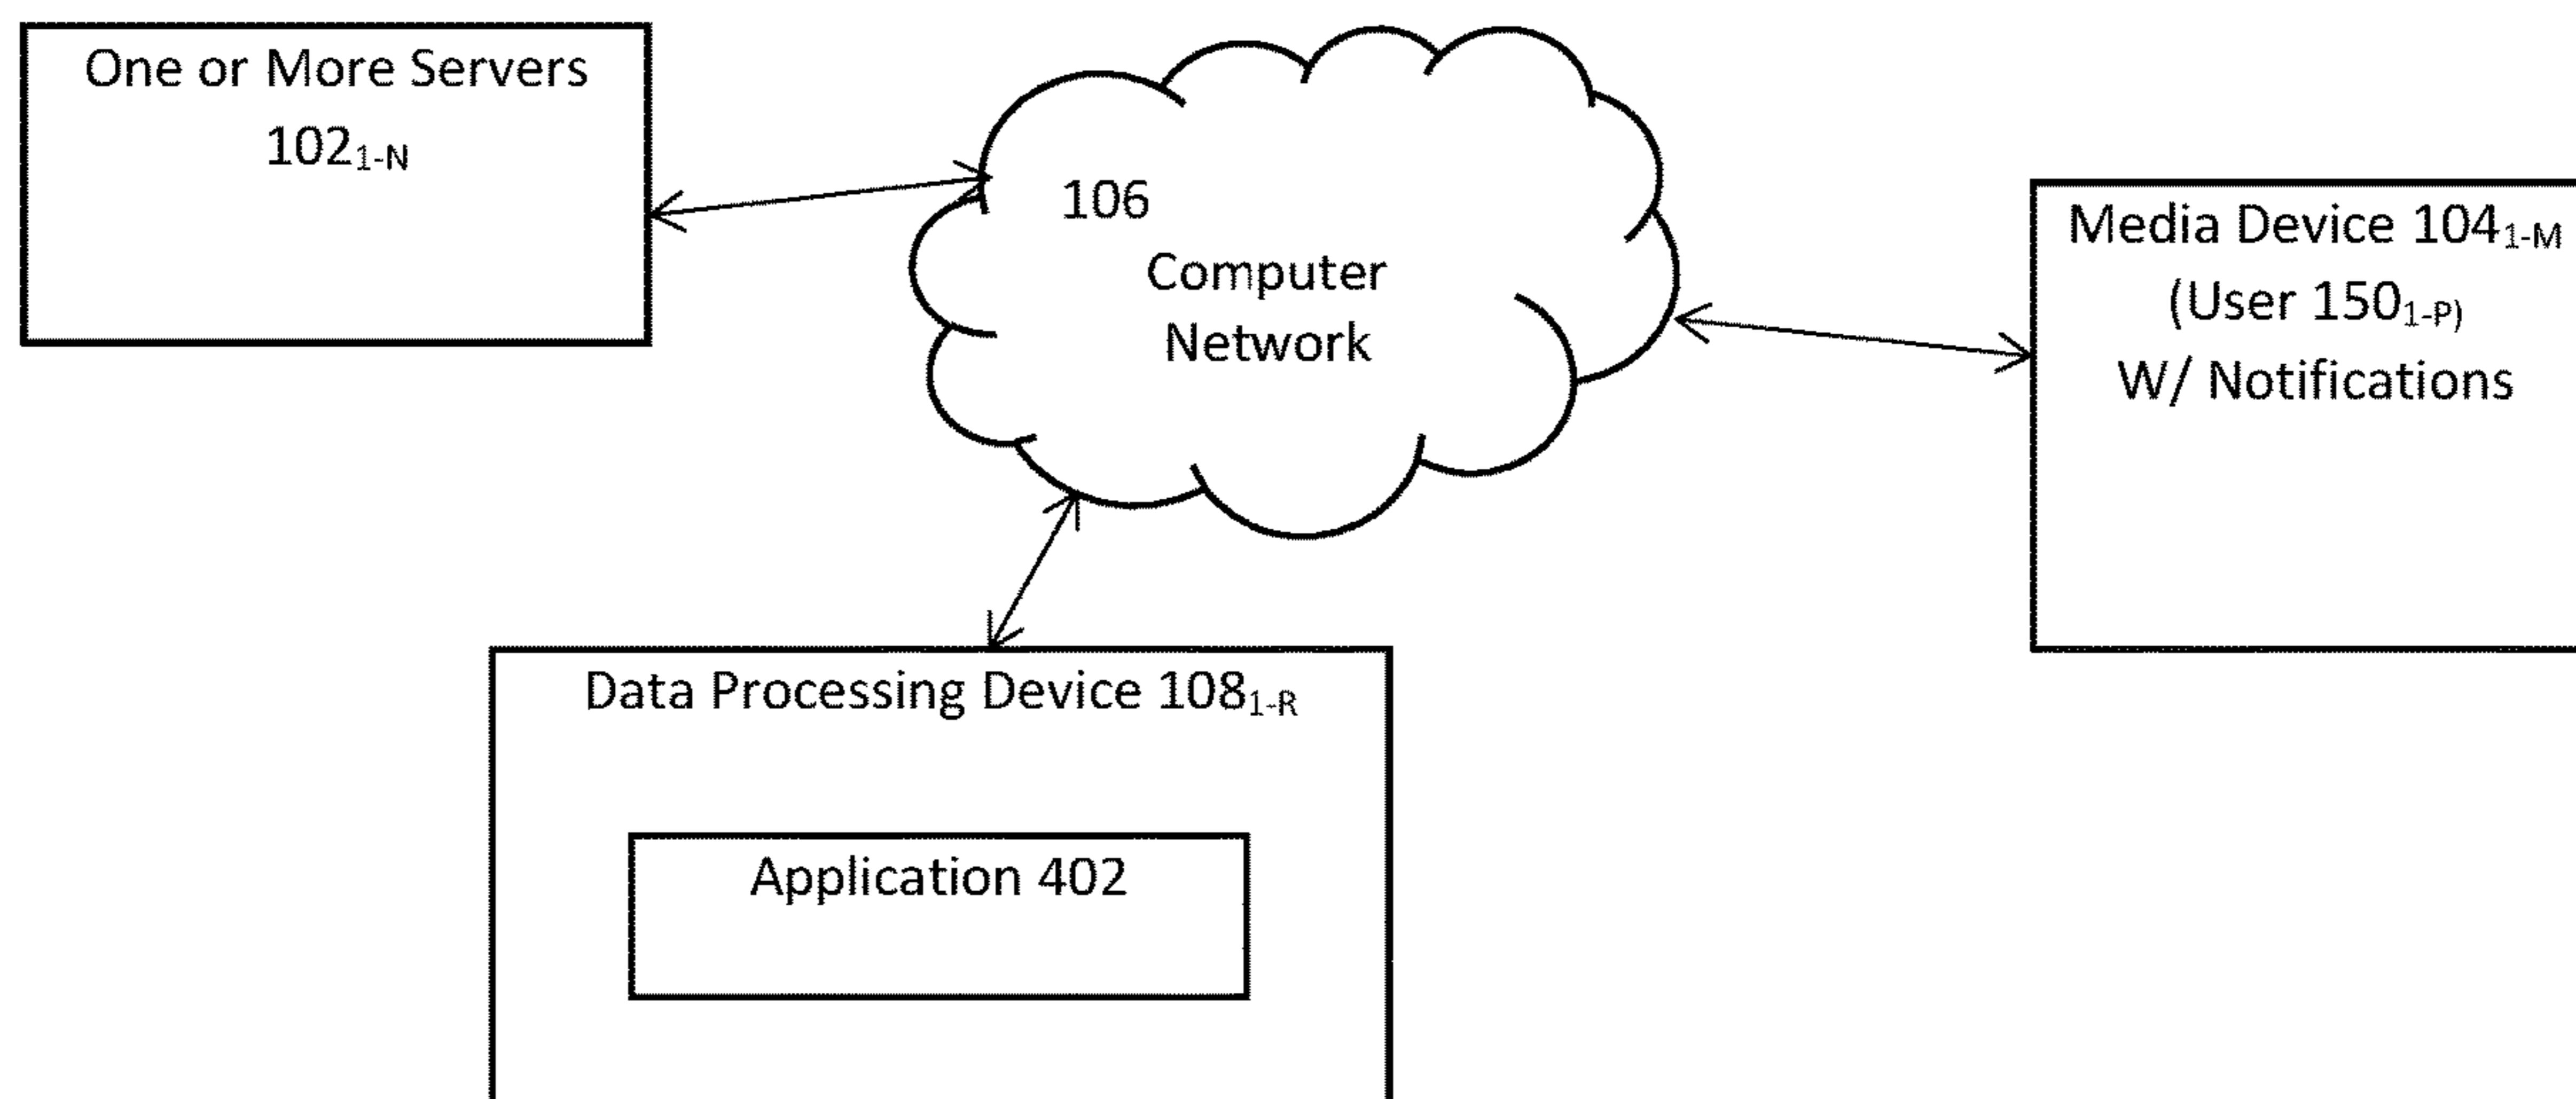 One or More Servers
102₁₋N
106
Computer
Network
Media Device 104₁₋M
(User 150₁₋P)
W/ Notifications
Data Processing Device 108₁₋R
Application 402